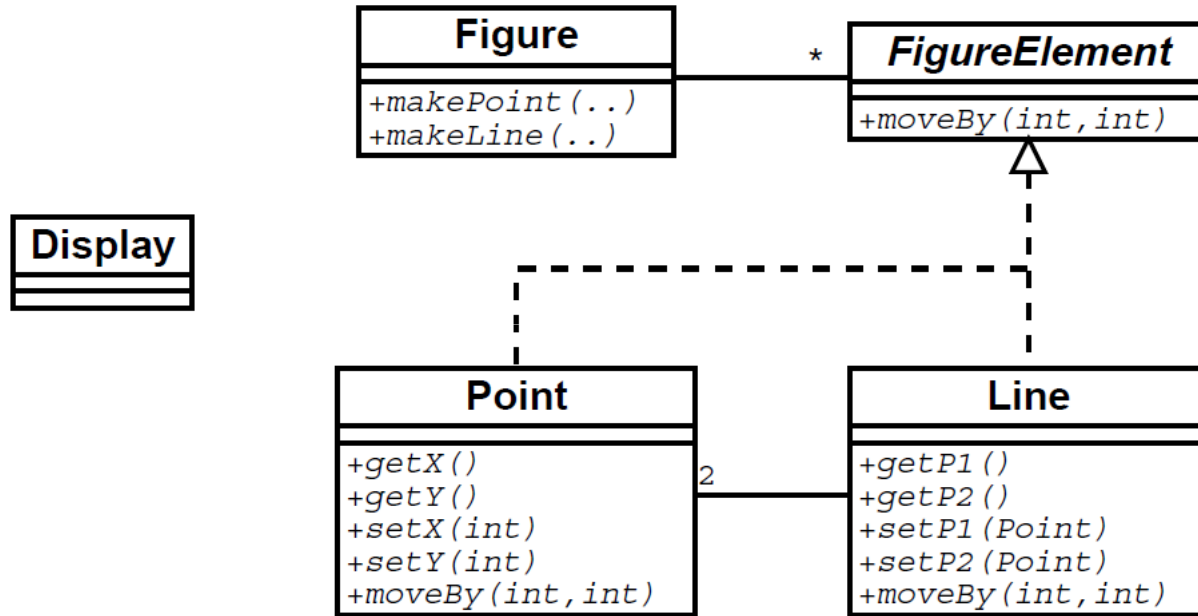 Figure
+makePoint(..)
+makeLine(..)
*
FigureElement
+moveBy(int,int)
Display
Point
+getX()
+getY()
+setX(int)
+setY(int)
+moveBy(int,int)
2
Line
+getP1()
+getP2()
+setP1(Point)
+setP2(Point)
+moveBy(int,int)